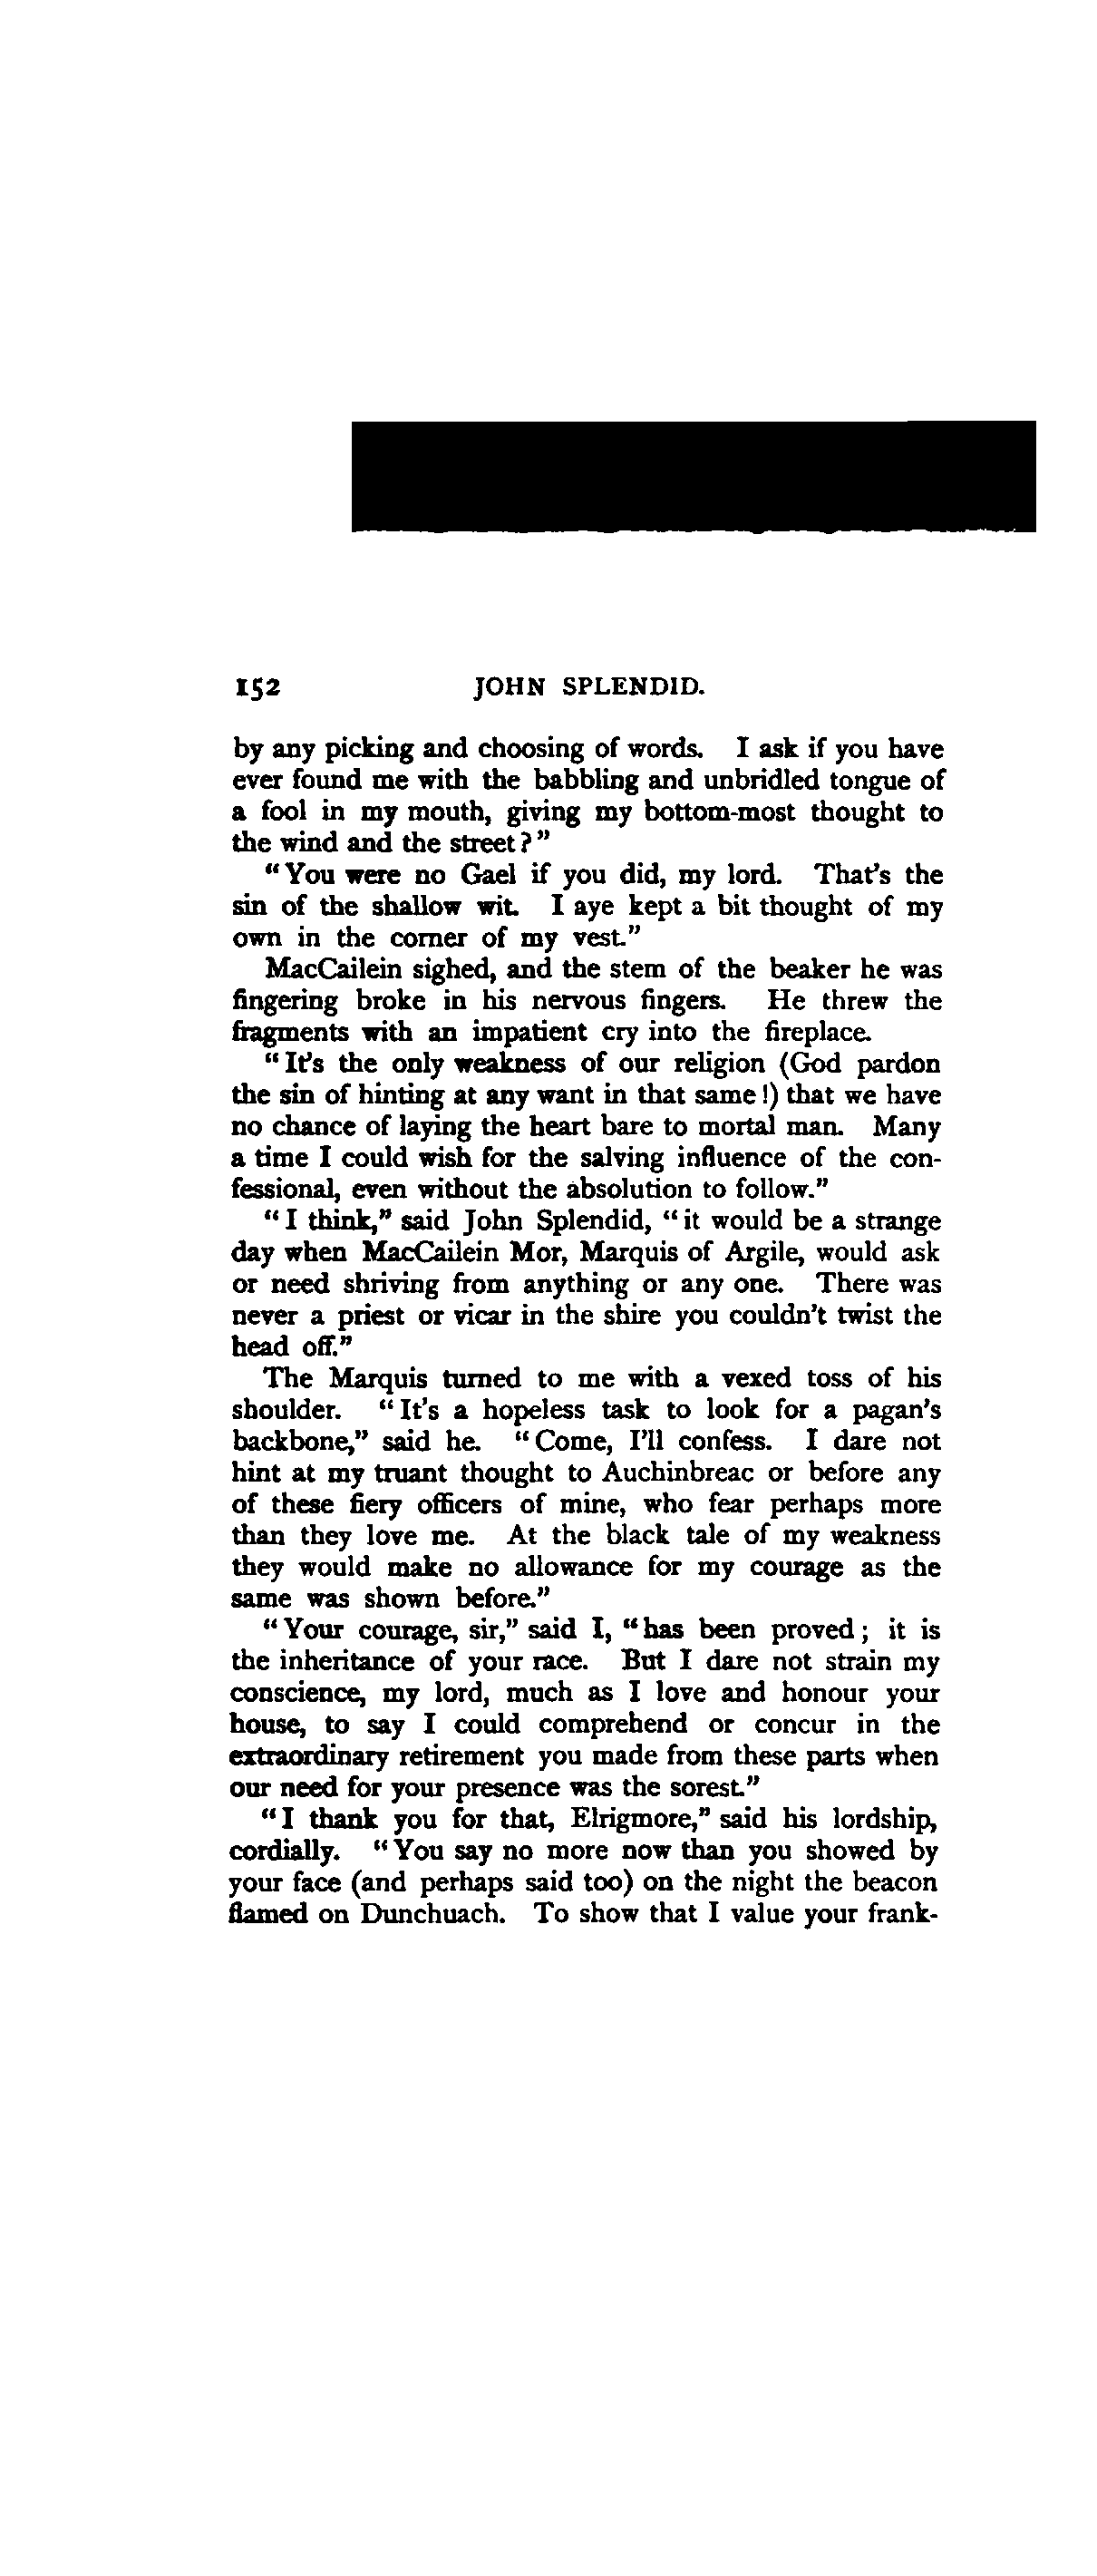 152 JOHN SPLENDID.
by any picking and choosing of words. I ask if you have
ever found me with the babbling and unbridled tongue of
a fool in my mouth, giving my bottom-most thought to
the wind and the street?"
"You were no Gael if you did, my lord. That's the
sin of the shallow wit. I aye kept a bit thought of my
own in the corner of my vest."
MacCailein sighed, and the stem of the beaker he was
fingering broke in his nervous fingers. He threw the
fragments with an impatient cry into the fireplace.
"It's the only weakness of our religion (God pardon
the sin of hinting at any want in that same!) that we have
no chance of laying the heart bare to mortal man. Many
a time I could wish for the salving influence of the con-
fessional, even without the absolution to follow."
"I think," said John Splendid, "it would be a strange
day when MacCailein Mor, Marquis of Argile, would ask
or need shriving from anything or any one. There was
never a priest or vicar in the shire you couldn't twist the
head off."
The Marquis turned to me with a vexed toss of his
shoulder. "It's a hopeless task to look for a pagan's
backbone," said he. "Come, I'll confess. I dare not
hint at my truant thought to Auchinbreac or before any
of these fiery officers of mine, who fear perhaps more
than they love me. At the black tale of my weakness
they would make no allowance for my courage as the
same was shown before."
"Your courage, sir," said I, "has been proved; it is
the inheritance of your race. But I dare not strain my
conscience, my lord, much as I love and honour your
house, to say I could comprehend or concur in the
extraordinary retirement you made from these parts when
our need for your presence was the sorest."
"I thank you for that, Elrigmore," said his lordship,
cordially. "You say no more now than you showed by
your face (and perhaps said too) on the night the beacon
flamed on Dunchuach. To show that I value your frank-